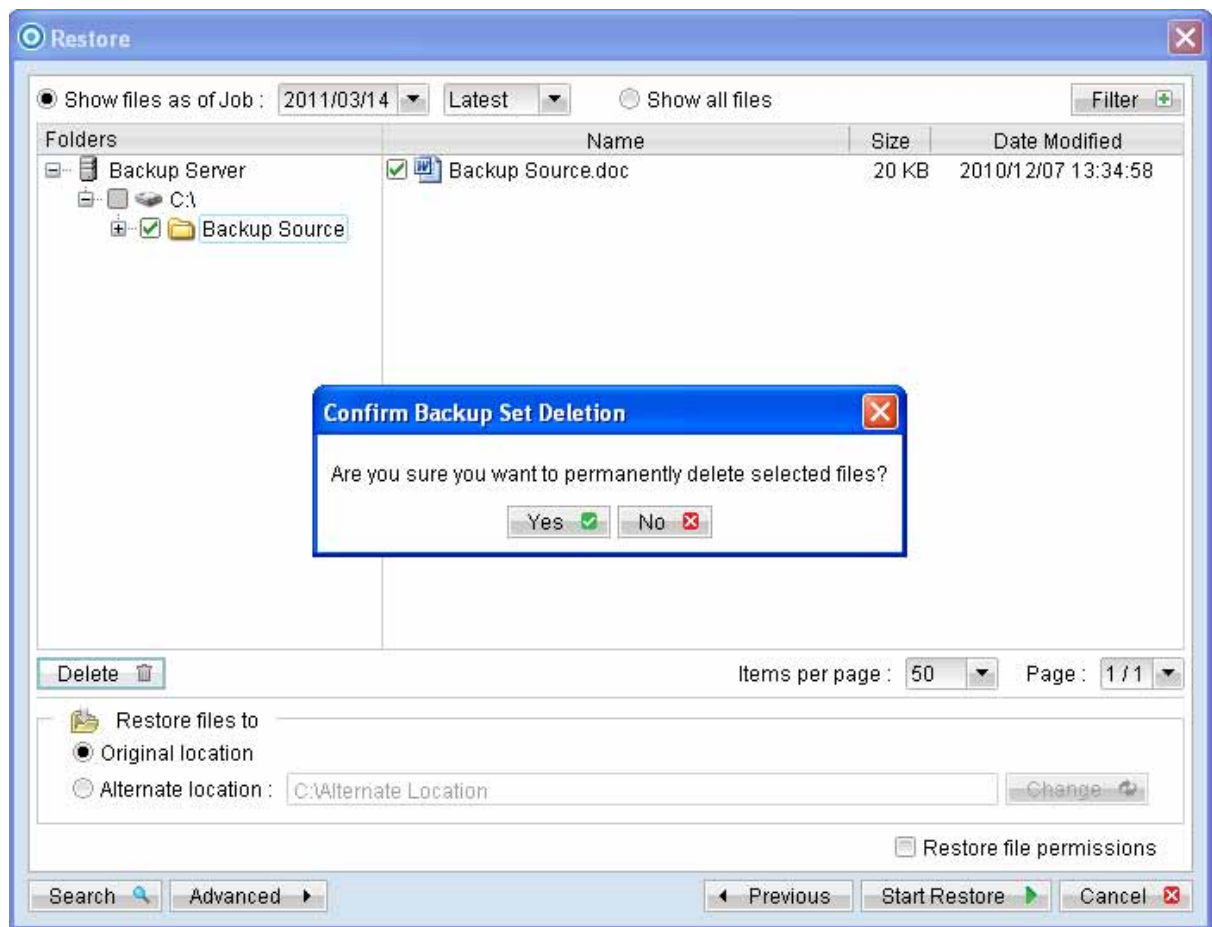 Restore
Show files as of Job : 2011/03/14 Latest Show all files Filter
Folders Name Size Date Modified
Backup Server Backup Source.doc 20 KB 2010/12/07 13:34:58
C:\
Backup Source
Confirm Backup Set Deletion
Are you sure you want to permanently delete selected files?
Yes No
Delete Items per page : 50 Page : 1 / 1
Restore files to
Original location
Alternate location : C:\Alternate Location Change
Restore file permissions
Search Advanced Previous Start Restore Cancel